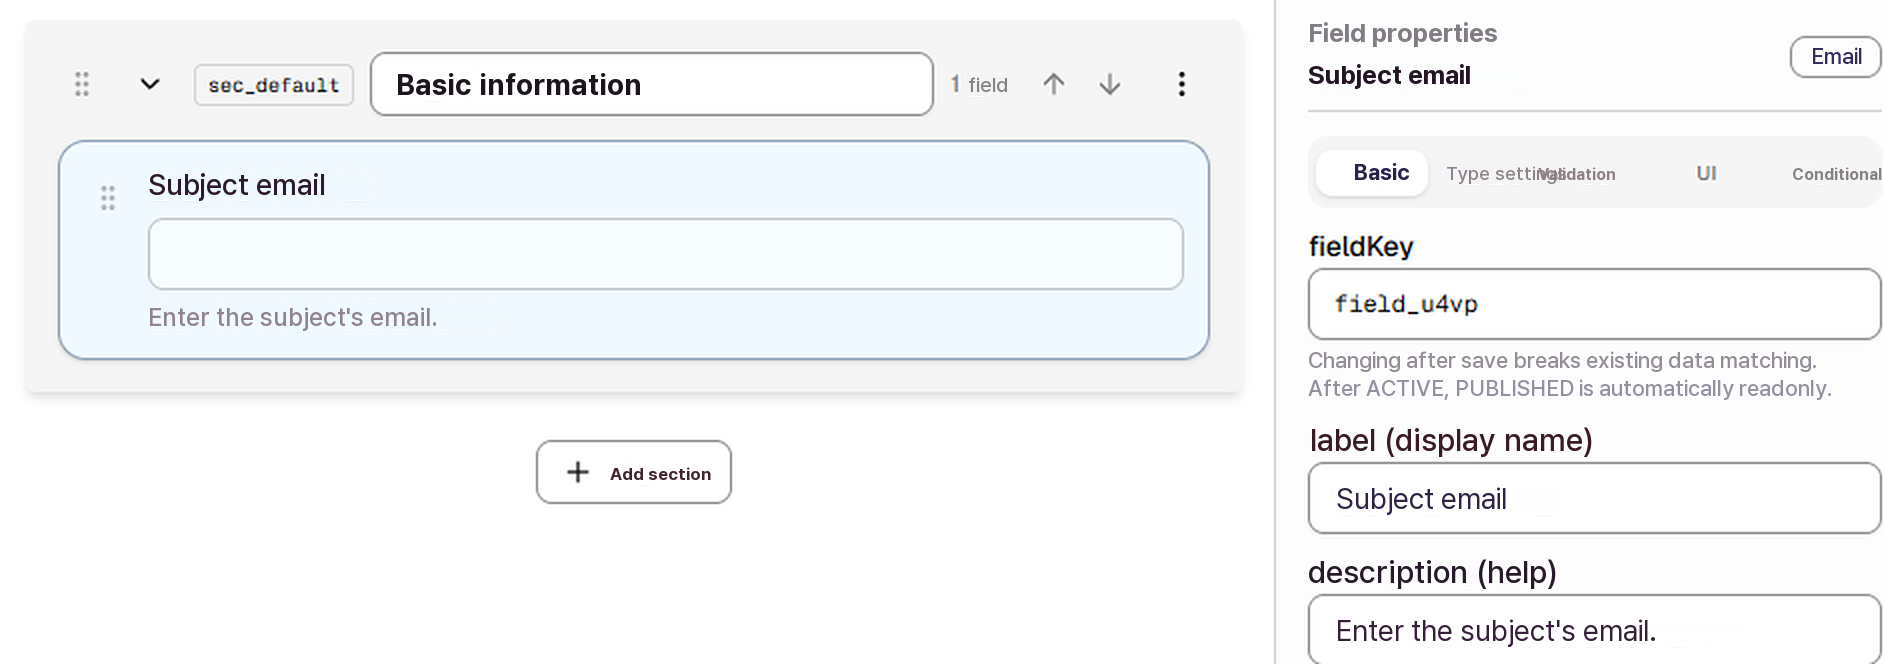 sec_default
Basic information
1 field
Subject email
Enter the subject's email.
Add section
Field properties
Subject email
Email
Basic
Type settings
Validation
UI
Conditional
fieldKey
field_u4vp
Changing after save breaks existing data matching.
After ACTIVE, PUBLISHED is automatically readonly.
label (display name)
Subject email
description (help)
Enter the subject's email.